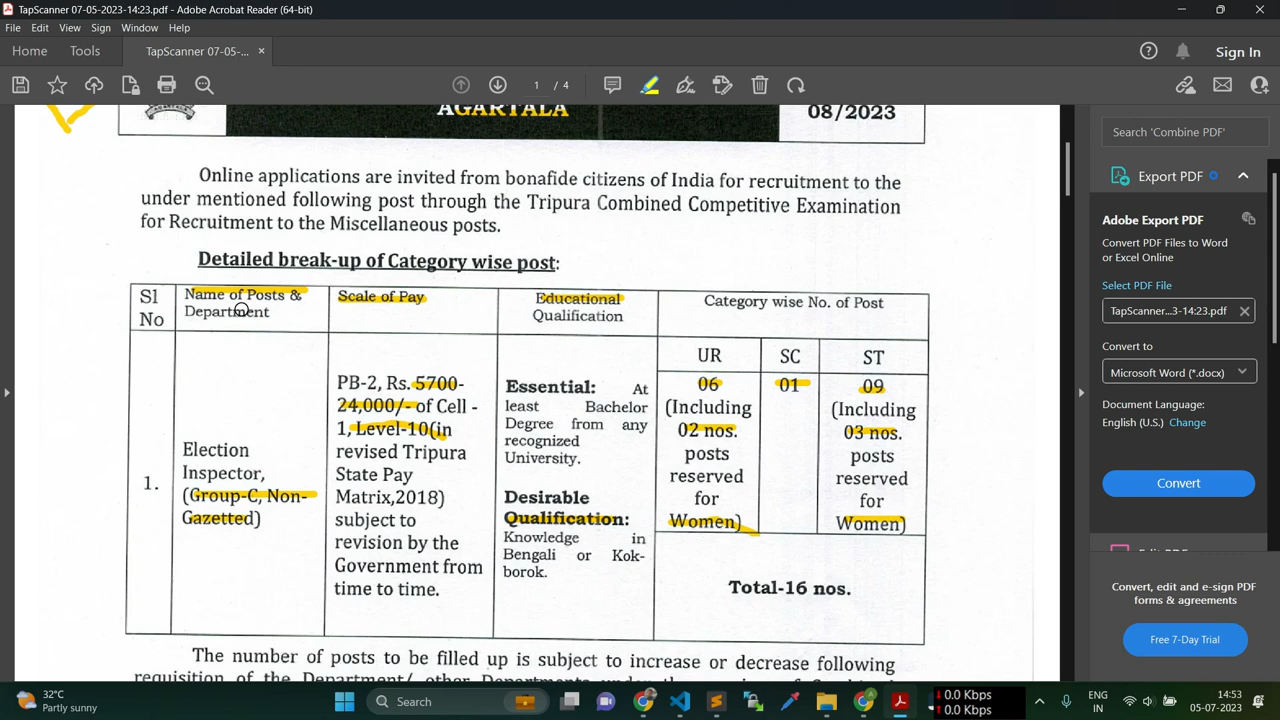 TapScanner 07-05-2023-14:23.pdf - Adobe Acrobat Reader (64-bit)
File Edit View Sign Window Help
Home Tools TapScanner 07-05-... × Sign In
1 / 4
AGARTALA
08/2023
Online applications are invited from bonafide citizens of India for recruitment to the
under mentioned following post through the Tripura Combined Competitive Examination
for Recruitment to the Miscellaneous posts.
Detailed break-up of Category wise post:
Sl
No
Name of Posts &
Department
Scale of Pay
Educational
Qualification
Category wise No. of Post
UR SC ST
1.
Election
Inspector,
(Group-C, Non-
Gazetted)
PB-2, Rs. 5700-
24,000/- of Cell -
1, Level-10(in
revised Tripura
State Pay
Matrix,2018)
subject to
revision by the
Government from
time to time.
Essential: At
least Bachelor
Degree from any
recognized
University.
Desirable
Qualification:
Knowledge in
Bengali or Kok-
borok.
06
(Including
02 nos.
posts
reserved
for
Women)
01
09
(Including
03 nos.
posts
reserved
for
Women)
Total-16 nos.
The number of posts to be filled up is subject to increase or decrease following
requisition of the Department/ other Departments under the
Search 'Combine PDF'
Export PDF
Adobe Export PDF
Convert PDF Files to Word
or Excel Online
Select PDF File
TapScanner...3-14:23.pdf
Convert to
Microsoft Word (*.docx)
Document Language:
English (U.S.) Change
Convert
Convert, edit and e-sign PDF
forms & agreements
Free 7-Day Trial
32°C
Partly sunny
Search
0.0 Kbps
0.0 Kbps
ENG
IN
14:53
05-07-2023